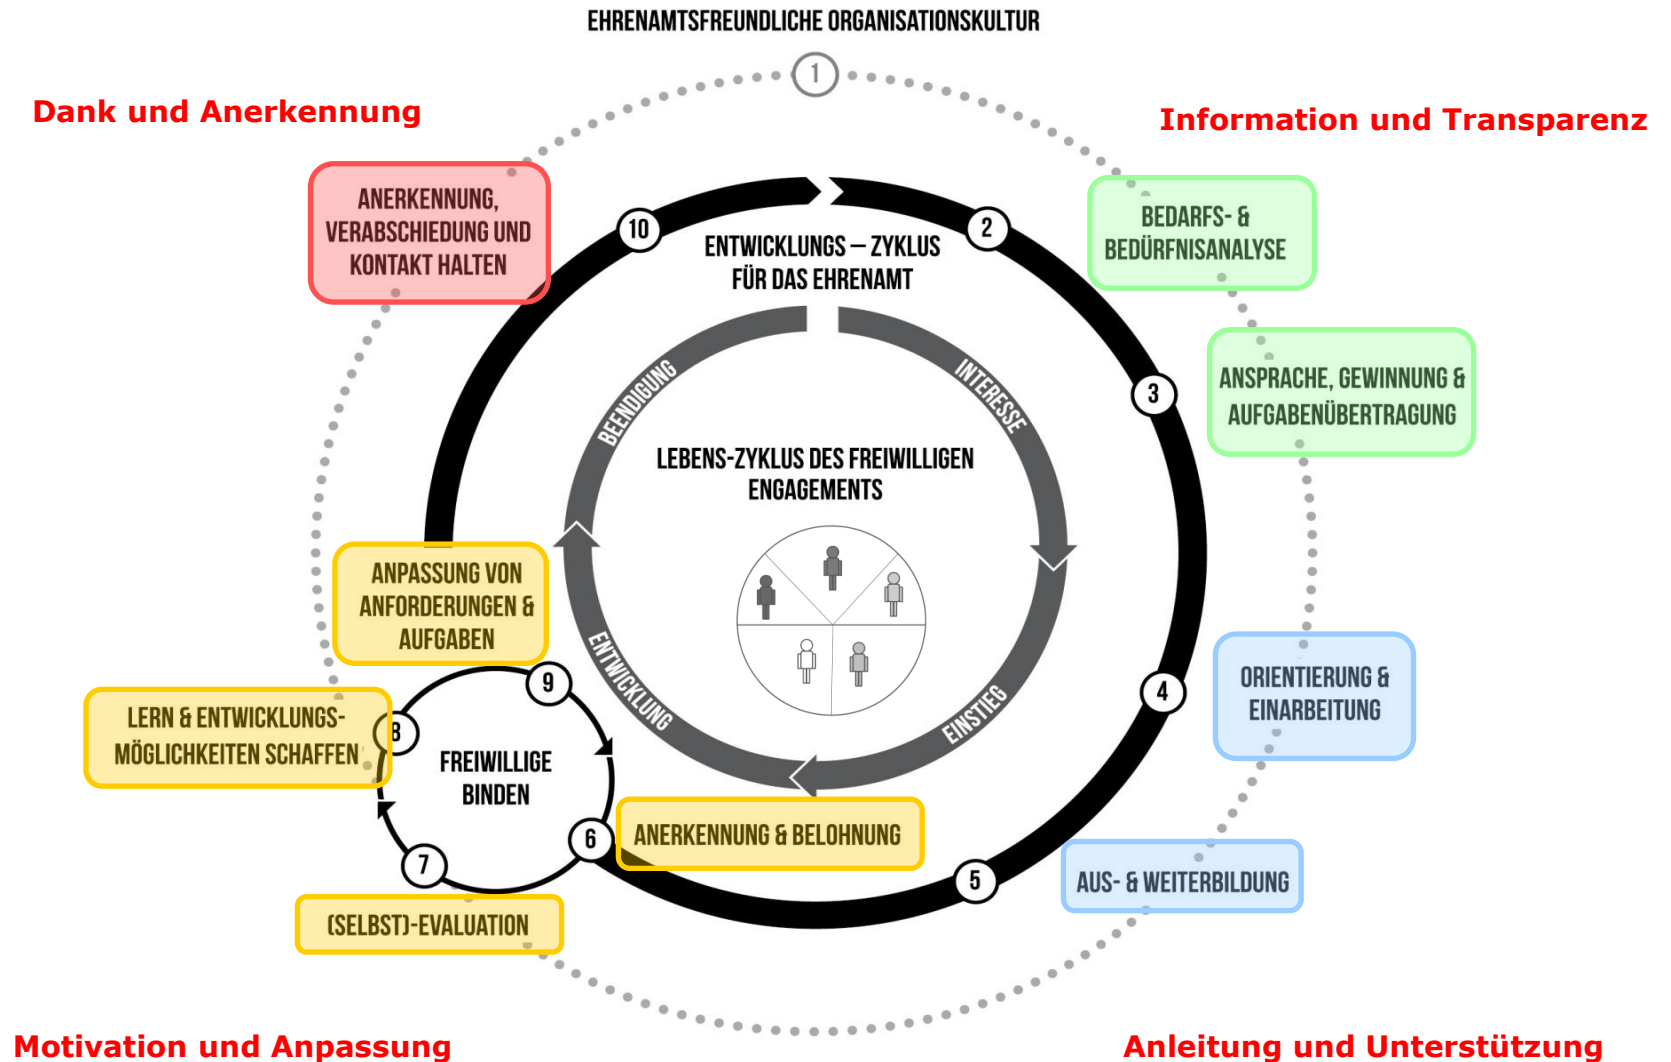 EHRENAMTSFREUNDLICHE ORGANISATIONSKULTUR
1
Dank und Anerkennung
Information und Transparenz
ANERKENNUNG,
VERABSCHIEDUNG UND
KONTAKT HALTEN
10
ENTWICKLUNGS – ZYKLUS
FÜR DAS EHRENAMT
2
BEDARFS- &
BEDÜRFNISANALYSE
3
ANSPRACHE, GEWINNUNG &
AUFGABENÜBERTRAGUNG
BEENDIGUNG
INTERESSE
LEBENS-ZYKLUS DES FREIWILLIGEN
ENGAGEMENTS
ENTWICKLUNG
EINSTIEG
ANPASSUNG VON
ANFORDERUNGEN &
AUFGABEN
9
4
ORIENTIERUNG &
EINARBEITUNG
LERN & ENTWICKLUNGS-
MÖGLICHKEITEN SCHAFFEN
8
FREIWILLIGE
BINDEN
6
ANERKENNUNG & BELOHNUNG
7
5
AUS- & WEITERBILDUNG
(SELBST)-EVALUATION
Motivation und Anpassung
Anleitung und Unterstützung